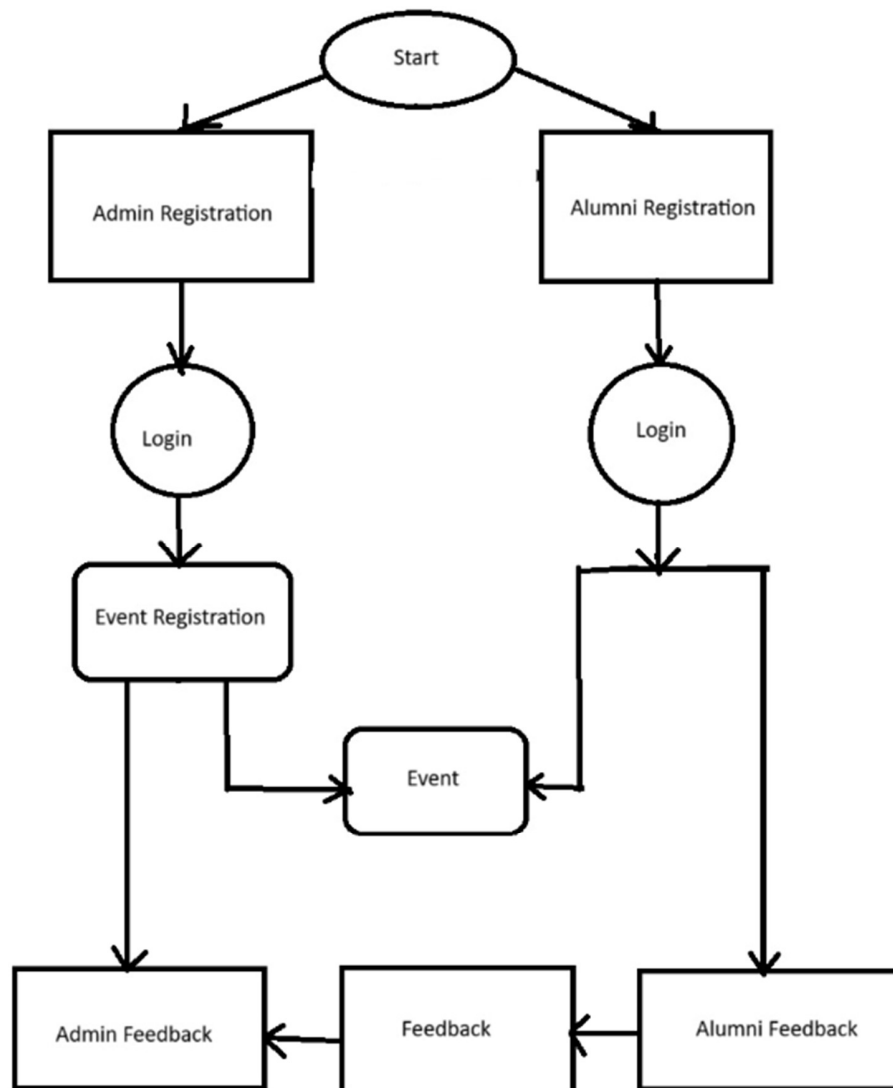 Start
Admin Registration
Alumni Registration
Login
Login
Event Registration
Event
Admin Feedback
Feedback
Alumni Feedback